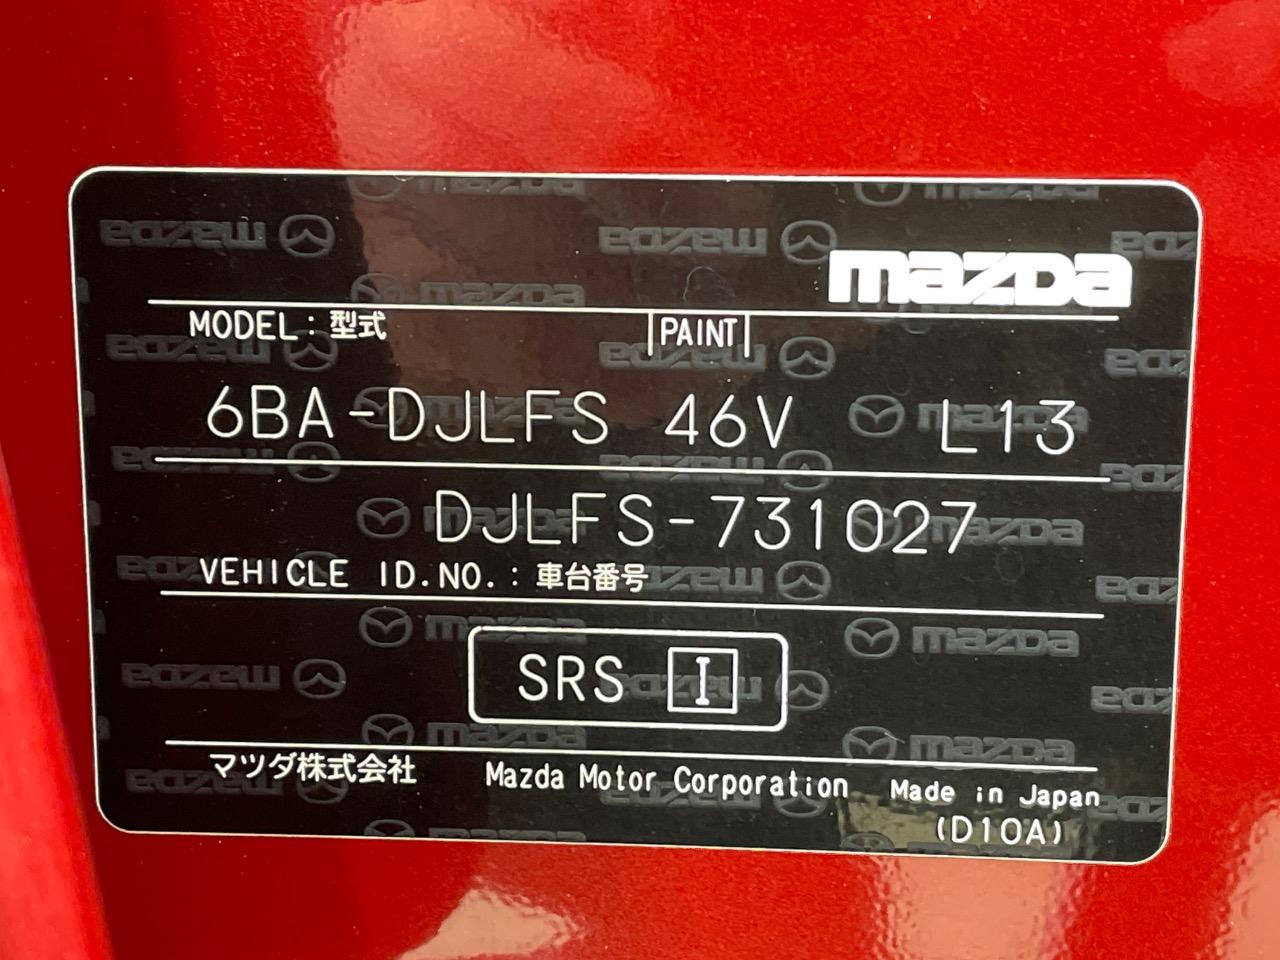 mazda
MODEL : 型式 PAINT
6BA-DJLFS 46V L13
DJLFS-731027
VEHICLE ID.NO. : 車台番号
SRS I
マツダ株式会社 Mazda Motor Corporation Made in Japan
(D10A)